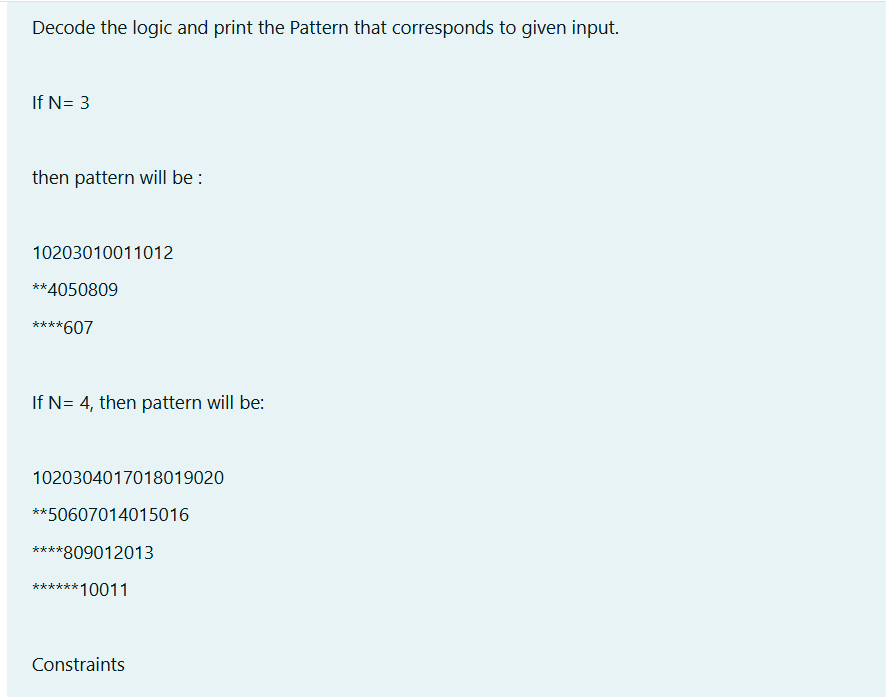 Decode the logic and print the Pattern that corresponds to given input.
If N= 3
then pattern will be :
10203010011012
**4050809
****607
If N= 4, then pattern will be:
1020304017018019020
**50607014015016
****809012013
******10011
Constraints